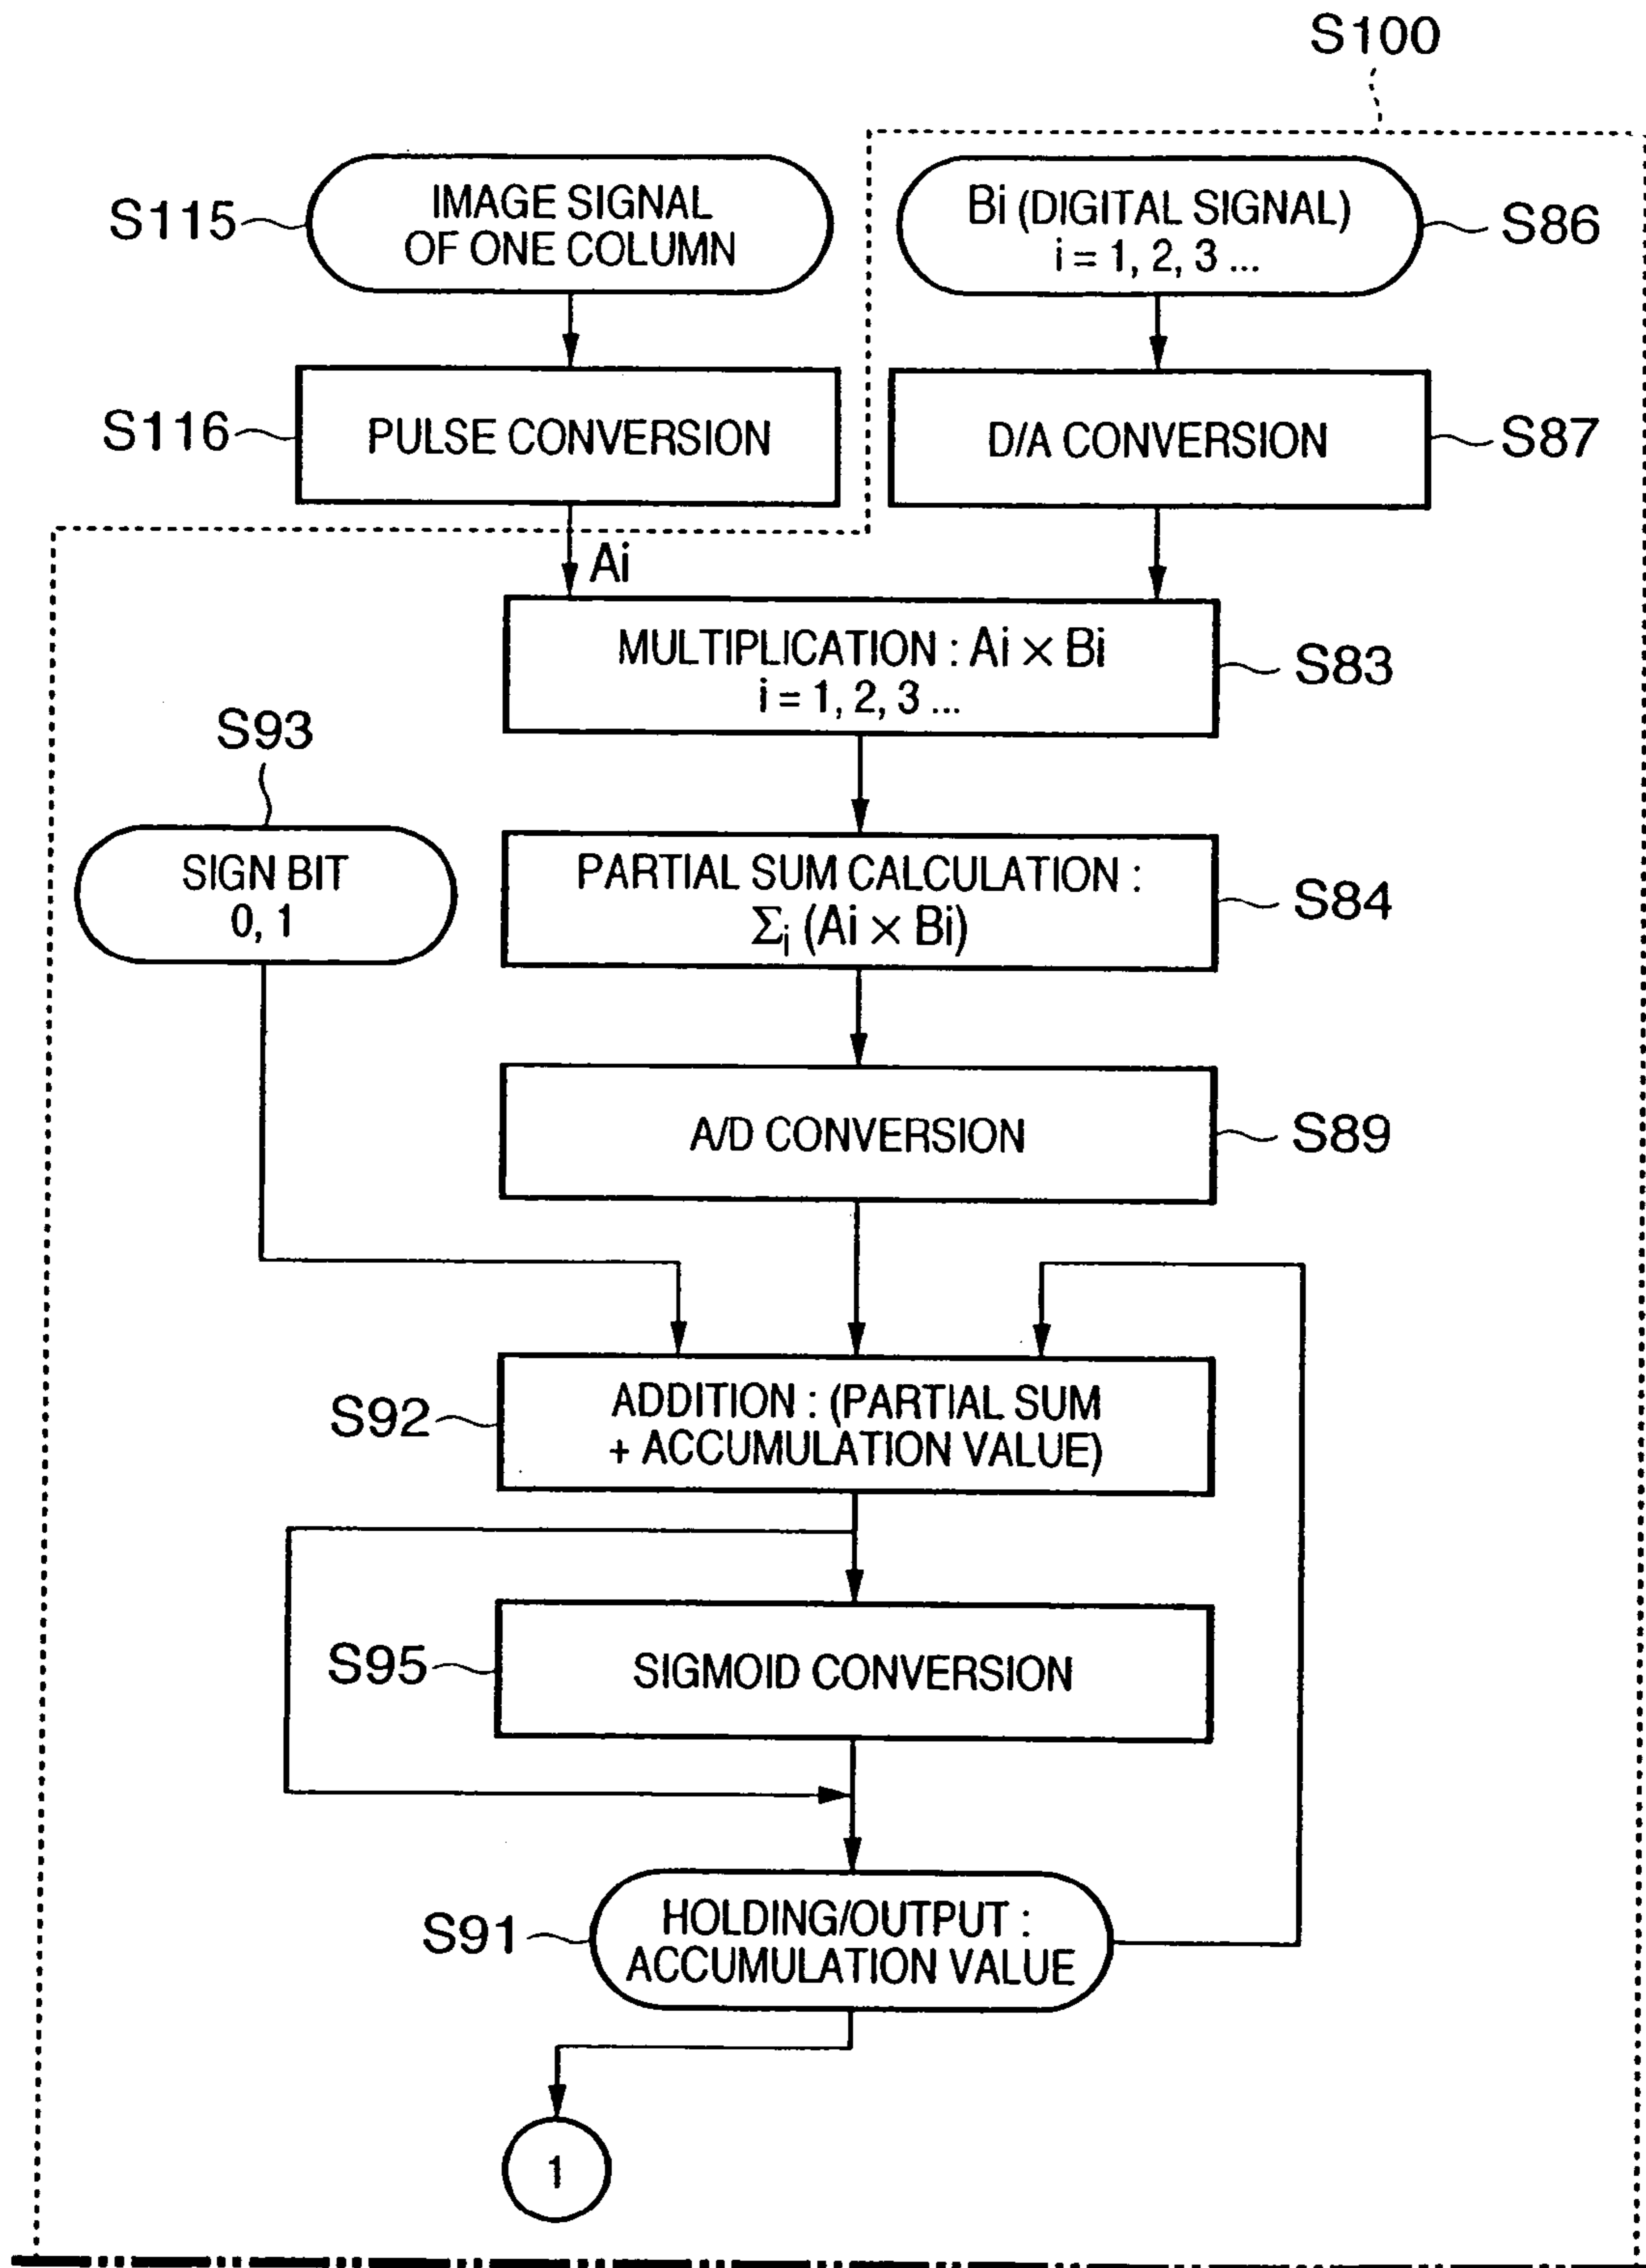 S100
S115
IMAGE SIGNAL
OF ONE COLUMN
Bi (DIGITAL SIGNAL)
i = 1, 2, 3 ...
S86
S116
PULSE CONVERSION
D/A CONVERSION
S87
Ai
MULTIPLICATION : Ai × Bi
i = 1, 2, 3 ...
S83
S93
SIGN BIT
0, 1
PARTIAL SUM CALCULATION :
Σi (Ai × Bi)
S84
A/D CONVERSION
S89
S92
ADDITION : (PARTIAL SUM
+ ACCUMULATION VALUE)
S95
SIGMOID CONVERSION
S91
HOLDING/OUTPUT :
ACCUMULATION VALUE
1